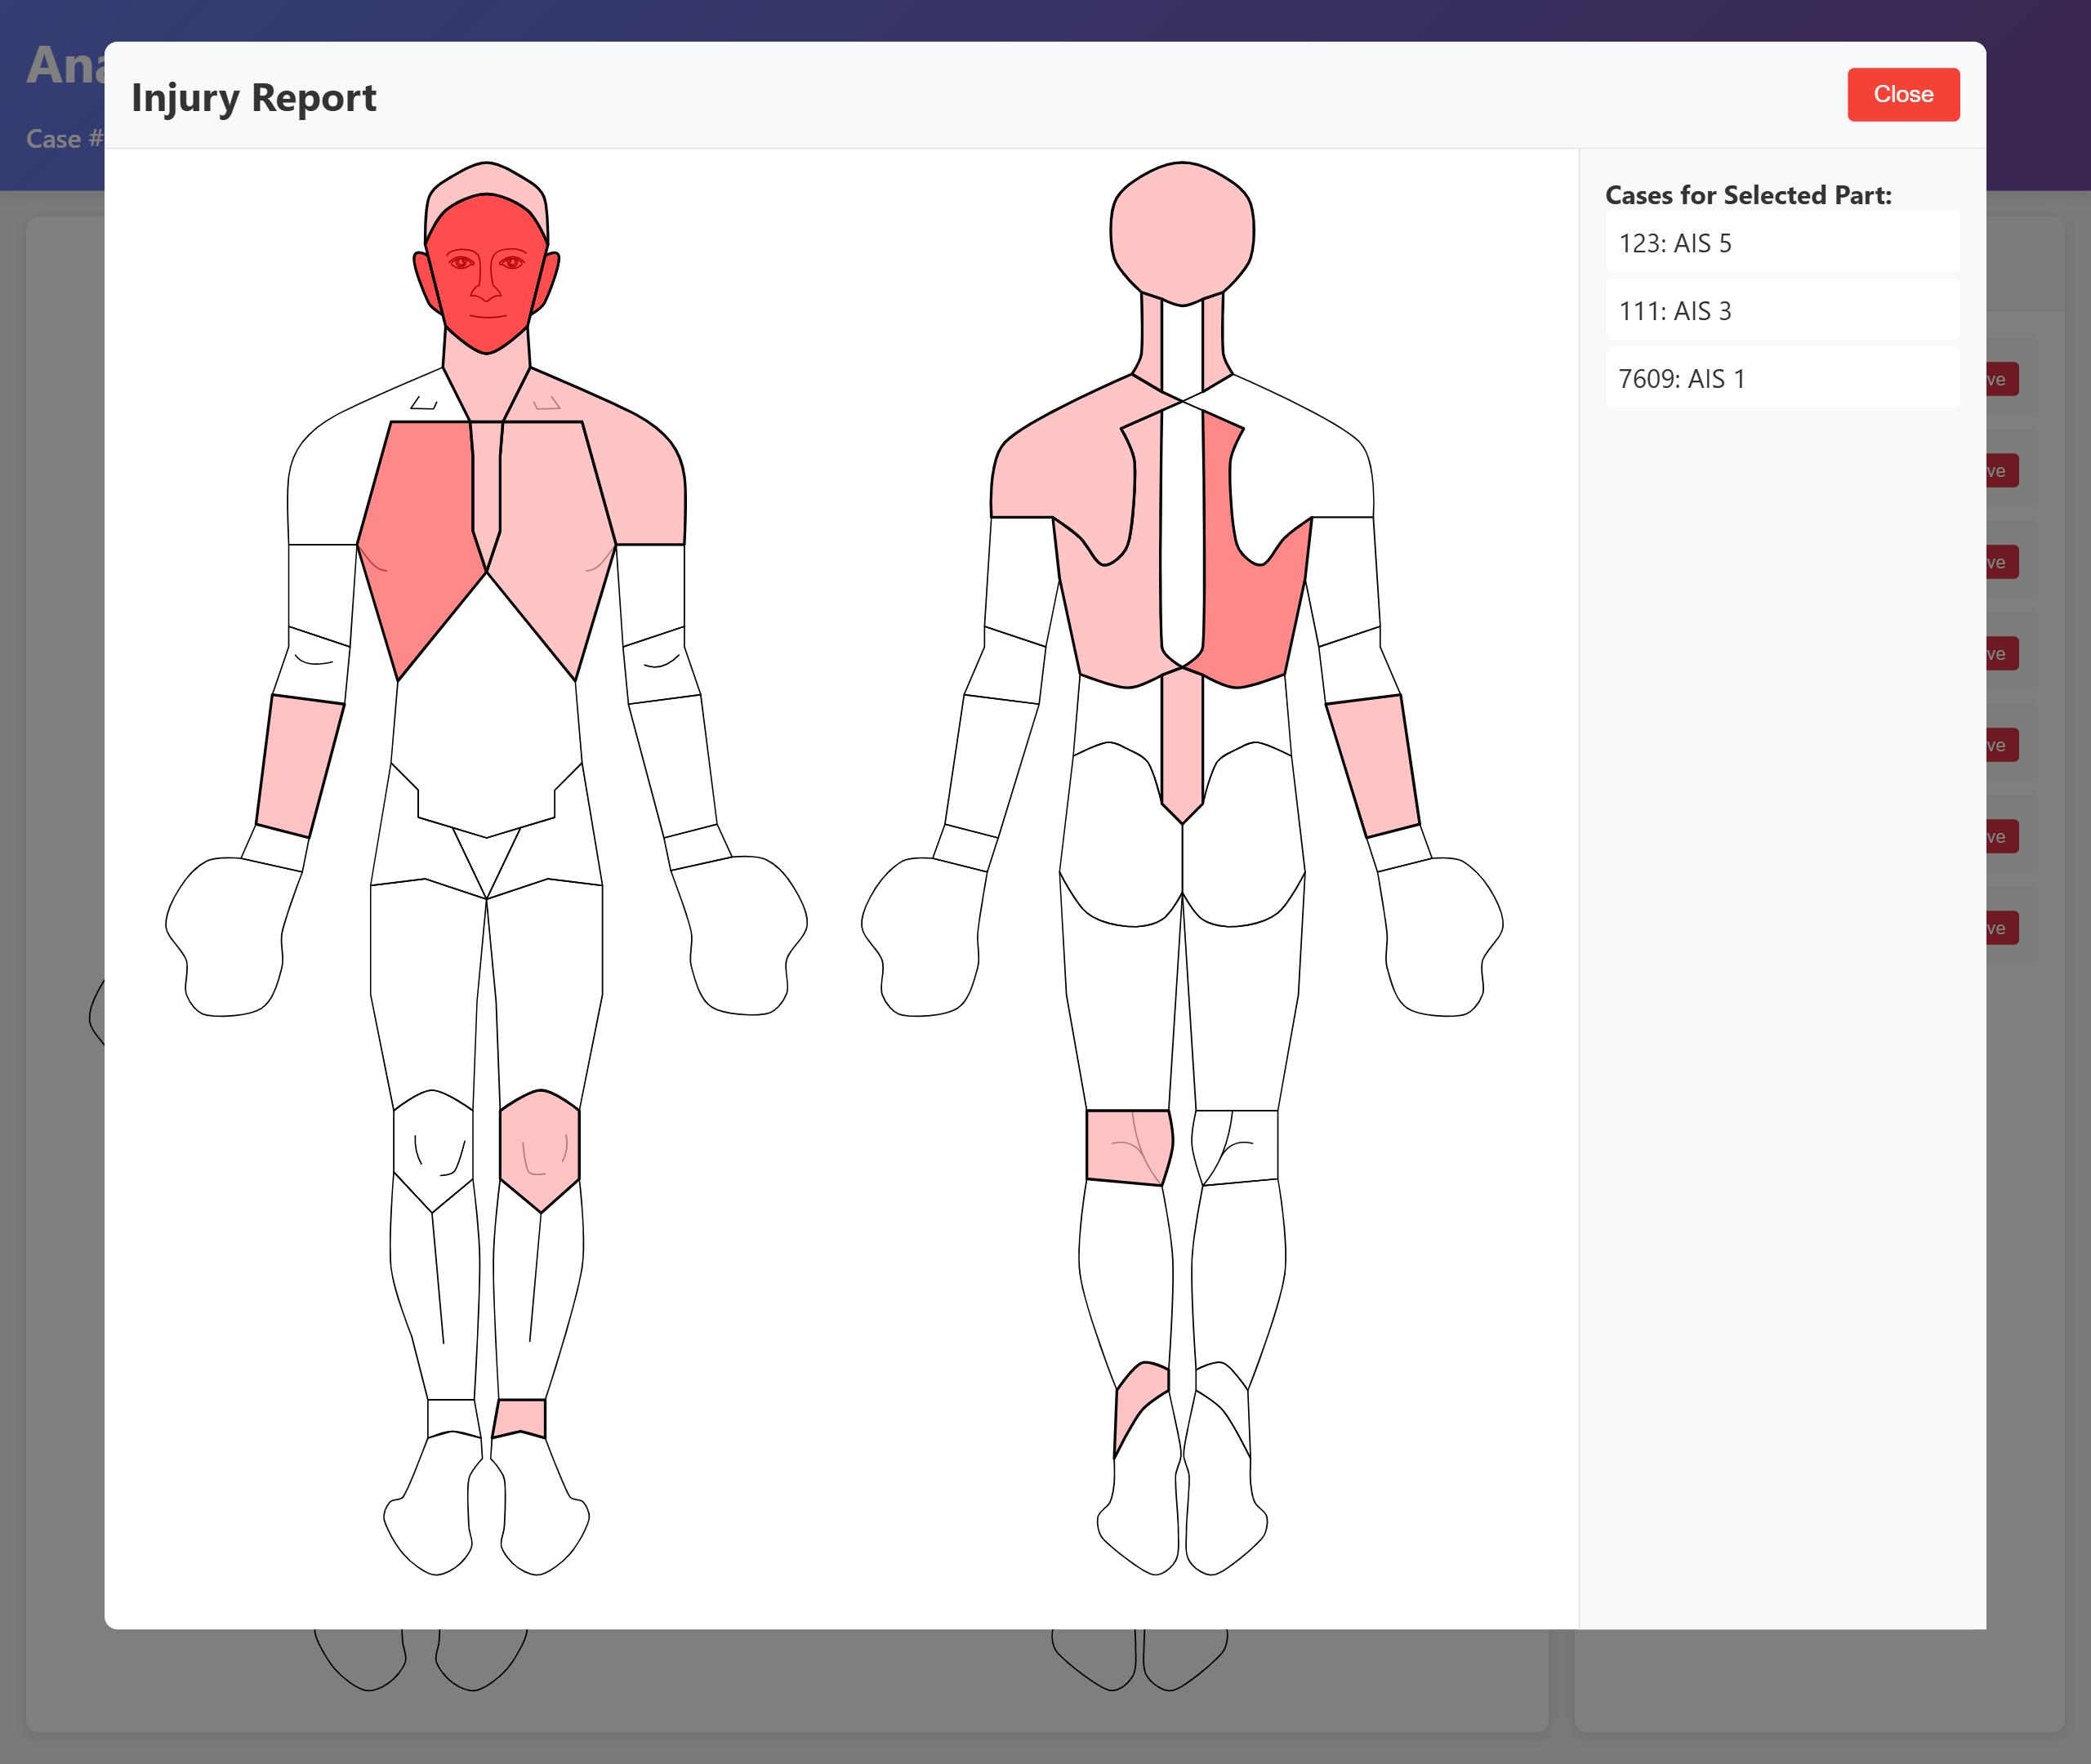 Ana
Injury Report
Close
Case #
Cases for Selected Part:
123: AIS 5
111: AIS 3
7609: AIS 1
ve
ve
ve
ve
ve
ve
ve